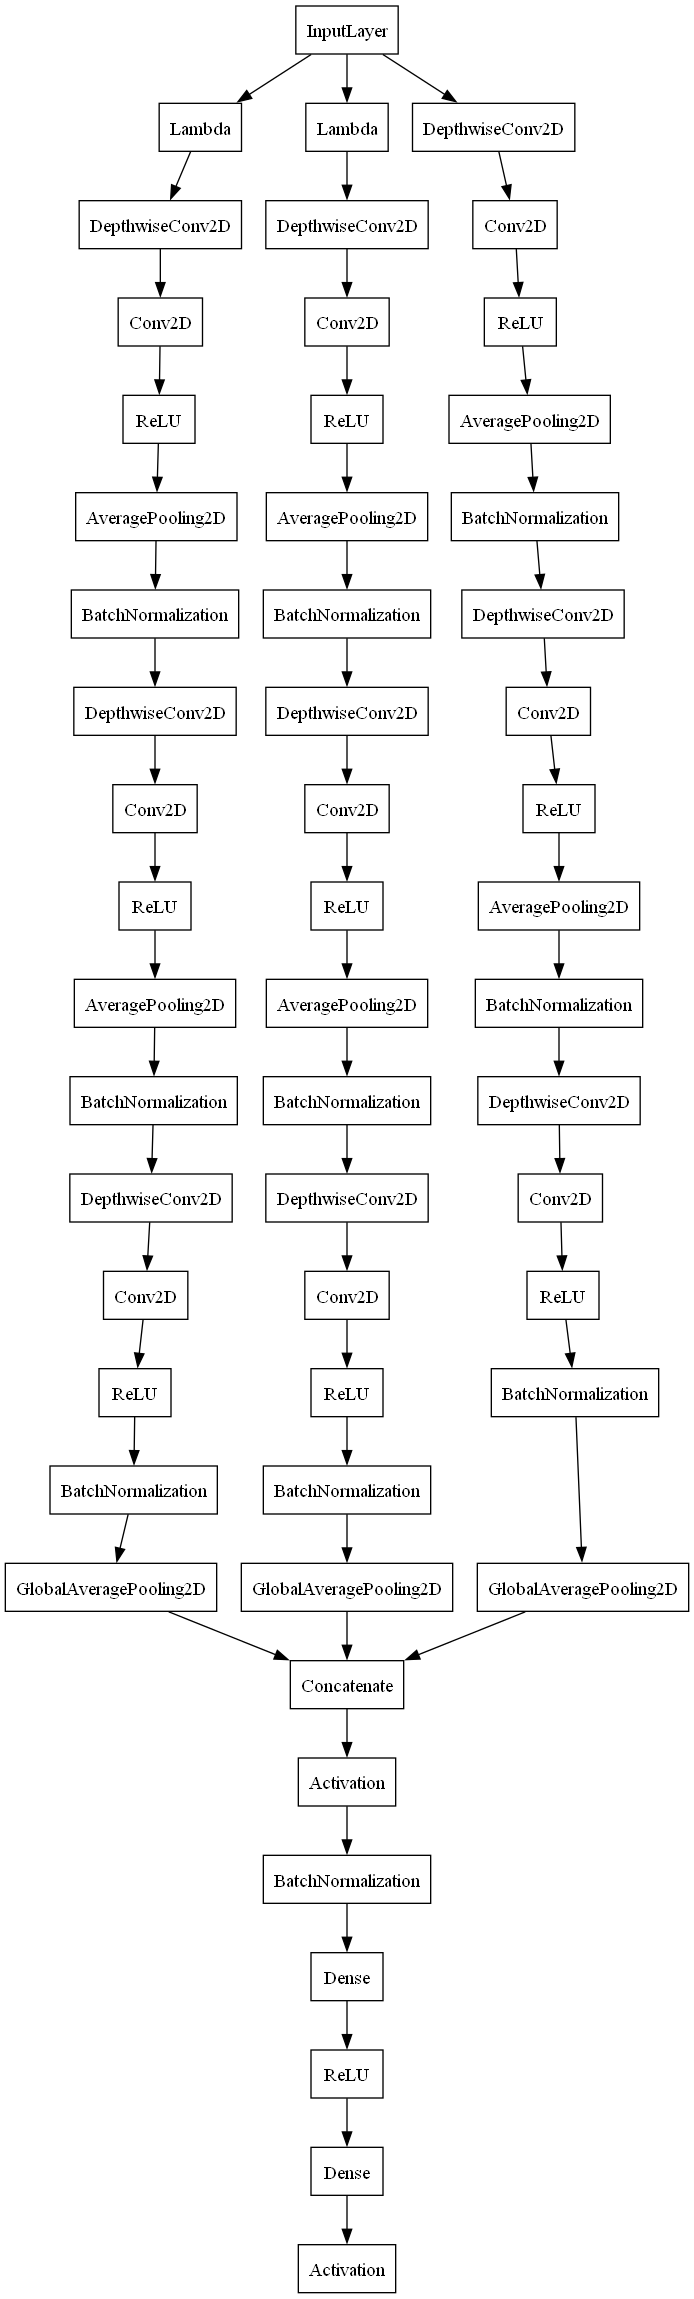 InputLayer
Lambda
Lambda
DepthwiseConv2D
DepthwiseConv2D
DepthwiseConv2D
Conv2D
Conv2D
Conv2D
ReLU
ReLU
ReLU
AveragePooling2D
AveragePooling2D
AveragePooling2D
BatchNormalization
BatchNormalization
BatchNormalization
DepthwiseConv2D
DepthwiseConv2D
DepthwiseConv2D
Conv2D
Conv2D
Conv2D
ReLU
ReLU
ReLU
AveragePooling2D
AveragePooling2D
AveragePooling2D
BatchNormalization
BatchNormalization
BatchNormalization
DepthwiseConv2D
DepthwiseConv2D
DepthwiseConv2D
Conv2D
Conv2D
Conv2D
ReLU
ReLU
ReLU
BatchNormalization
BatchNormalization
BatchNormalization
GlobalAveragePooling2D
GlobalAveragePooling2D
GlobalAveragePooling2D
Concatenate
Activation
BatchNormalization
Dense
ReLU
Dense
Activation